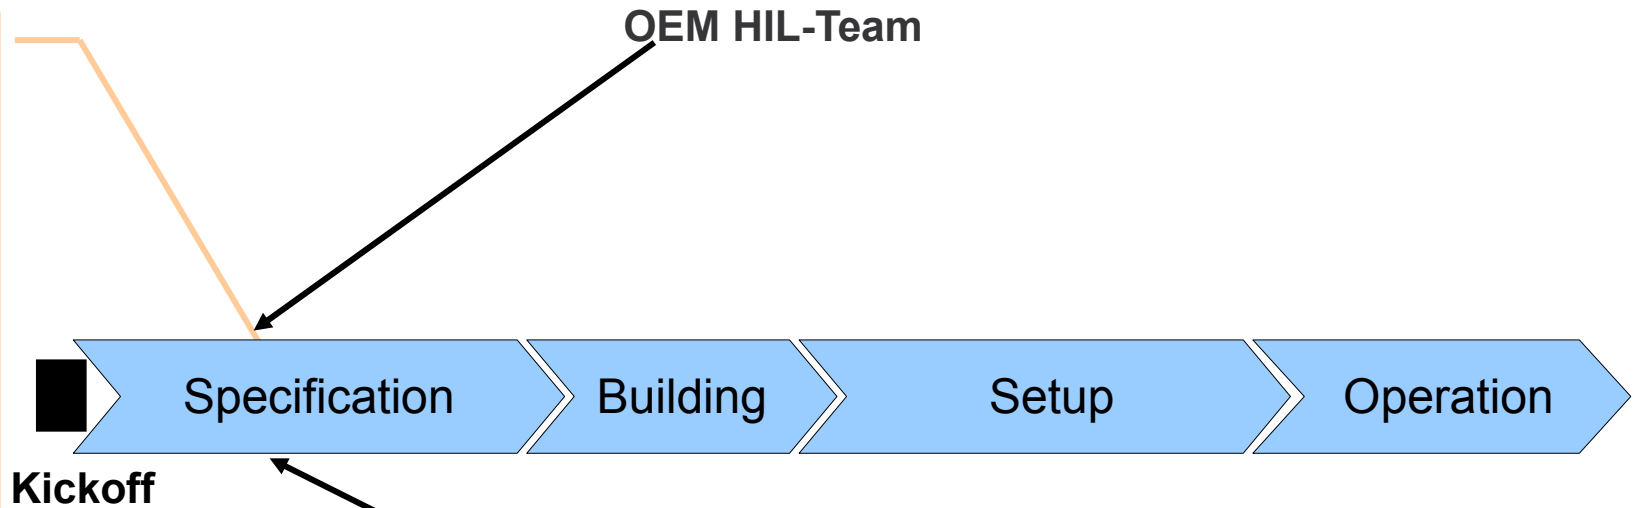 OEM HIL-Team
Specification
Building
Setup
Operation
Kickoff